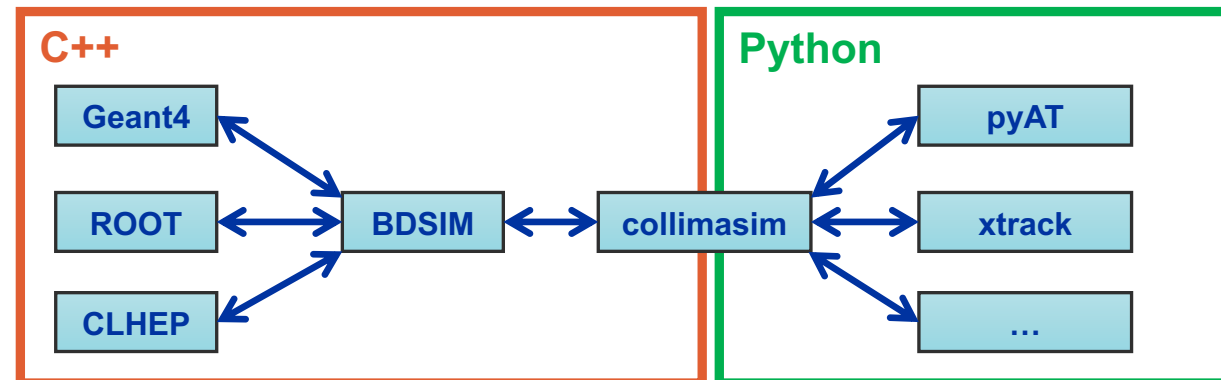 C++
Python
Geant4
pyAT
ROOT
BDSIM
collimasim
xtrack
CLHEP
…